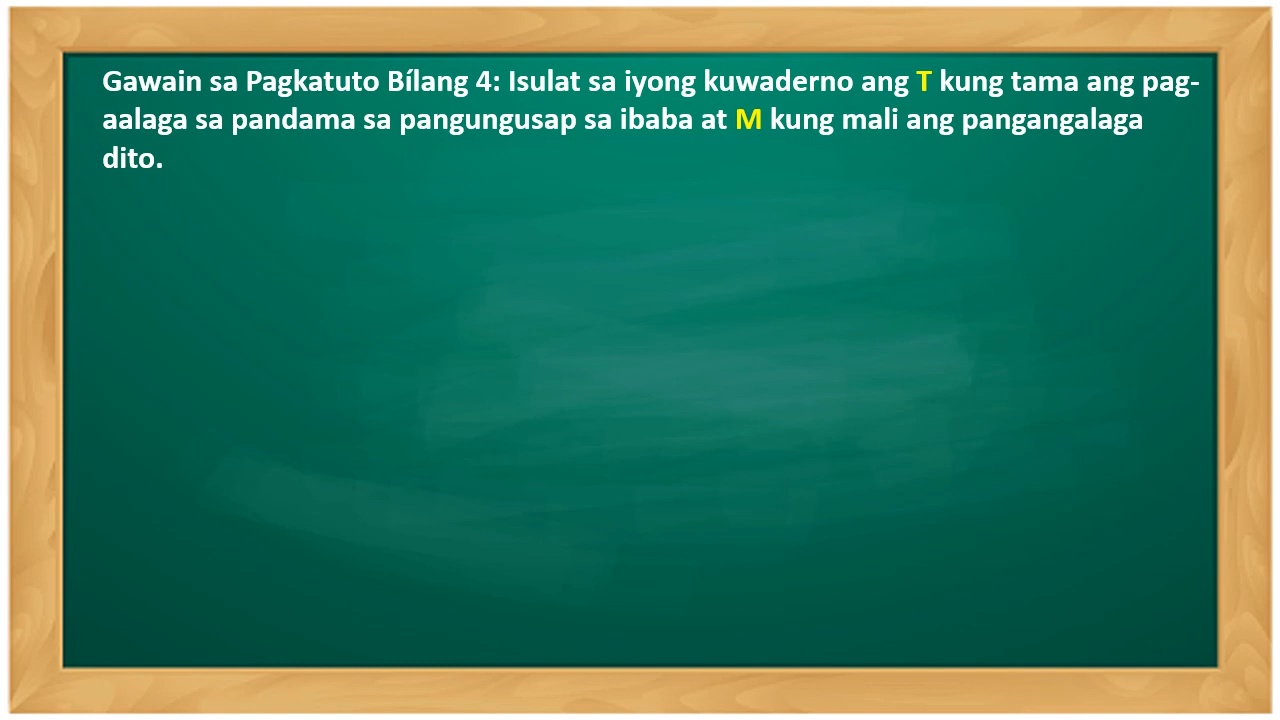 Gawain sa Pagkatuto Bílang 4: Isulat sa iyong kuwaderno ang T kung tama ang pag-
aalaga sa pandama sa pangungusap sa ibaba at M kung mali ang pangangalaga
dito.